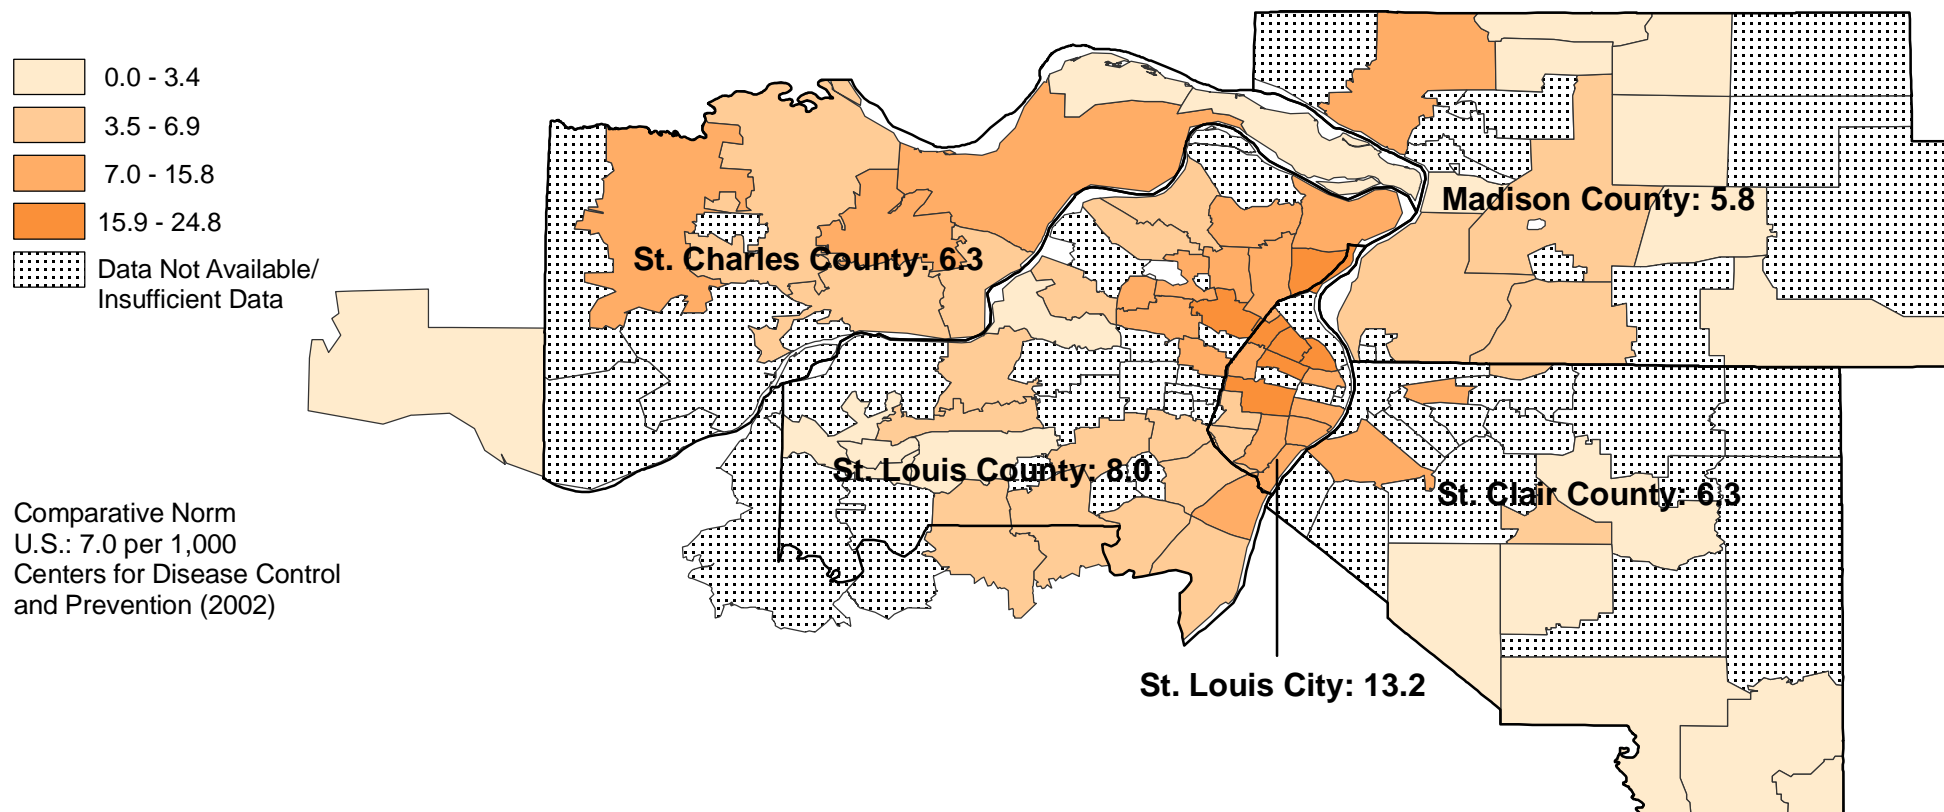 0.0 - 3.4
3.5 - 6.9
7.0 - 15.8
15.9 - 24.8
Data Not Available/
Insufficient Data
Madison County: 5.8
St. Charles County: 6.3
St. Louis County: 8.0
St. Clair County: 6.3
St. Louis City: 13.2
Comparative Norm
U.S.: 7.0 per 1,000
Centers for Disease Control
and Prevention (2002)